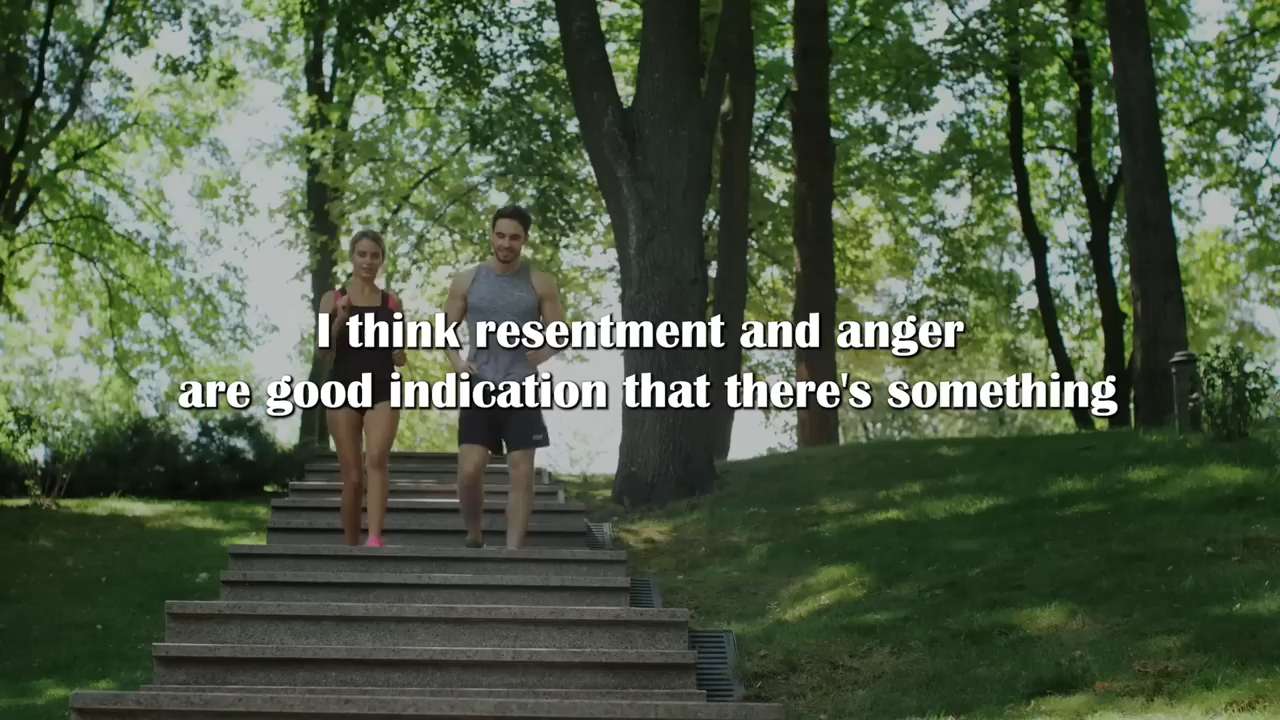 I think resentment and anger
are good indication that there's something